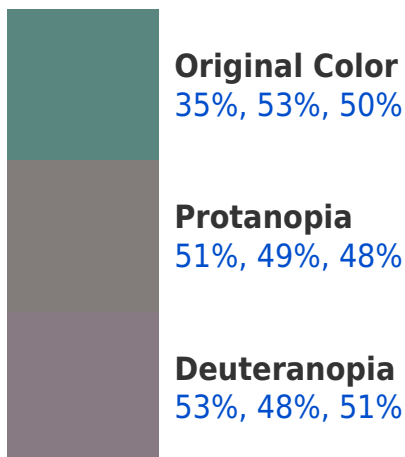 Original Color
35%, 53%, 50%
Protanopia
51%, 49%, 48%
Deuteranopia
53%, 48%, 51%